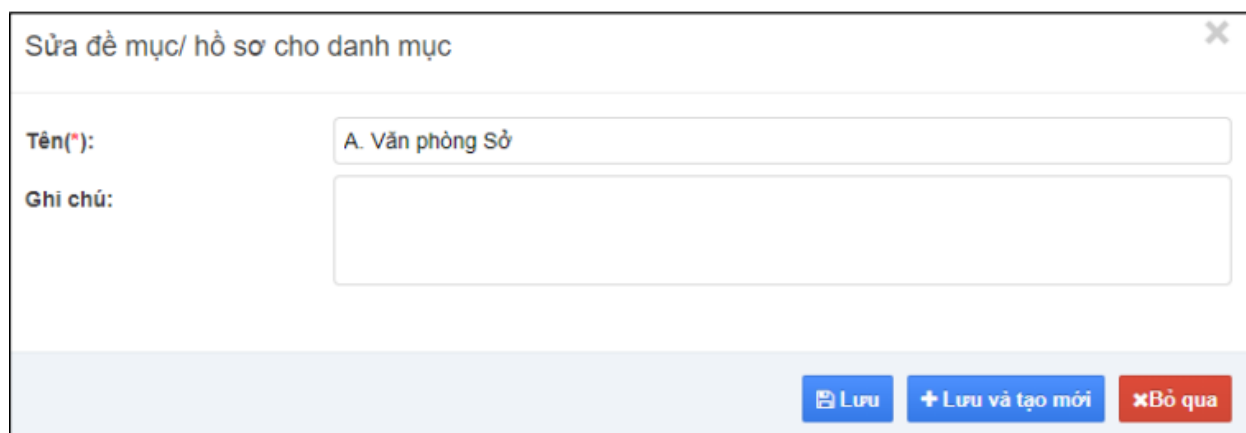 Sửa đề mục/ hồ sơ cho danh mục
Tên(*): A. Văn phòng Sở
Ghi chú:
Lưu Lưu và tạo mới Bỏ qua